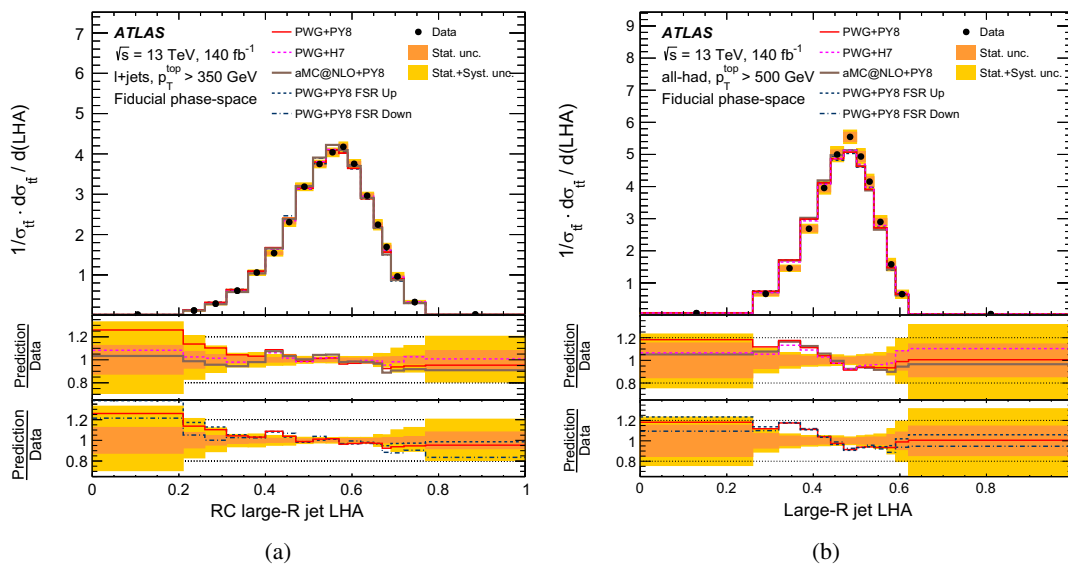 ATLAS
√s = 13 TeV, 140 fb⁻¹
l+jets, p_T^top > 350 GeV
Fiducial phase-space
PWG+PY8
PWG+H7
aMC@NLO+PY8
PWG+PY8 FSR Up
PWG+PY8 FSR Down
Data
Stat. unc.
Stat.+Syst. unc.
1/σ_tt̄ · dσ_tt̄ / d(LHA)
7
6
5
4
3
2
1
Prediction
Data
1.2
1
0.8
Prediction
Data
1.2
1
0.8
0 0.2 0.4 0.6 0.8 1
RC large-R jet LHA
(a)
ATLAS
√s = 13 TeV, 140 fb⁻¹
all-had, p_T^top > 500 GeV
Fiducial phase-space
PWG+PY8
PWG+H7
aMC@NLO+PY8
PWG+PY8 FSR Up
PWG+PY8 FSR Down
Data
Stat. unc.
Stat.+Syst. unc.
1/σ_tt̄ · dσ_tt̄ / d(LHA)
9
8
7
6
5
4
3
2
1
Prediction
Data
1.2
1
0.8
Prediction
Data
1.2
1
0.8
0 0.2 0.4 0.6 0.8
Large-R jet LHA
(b)